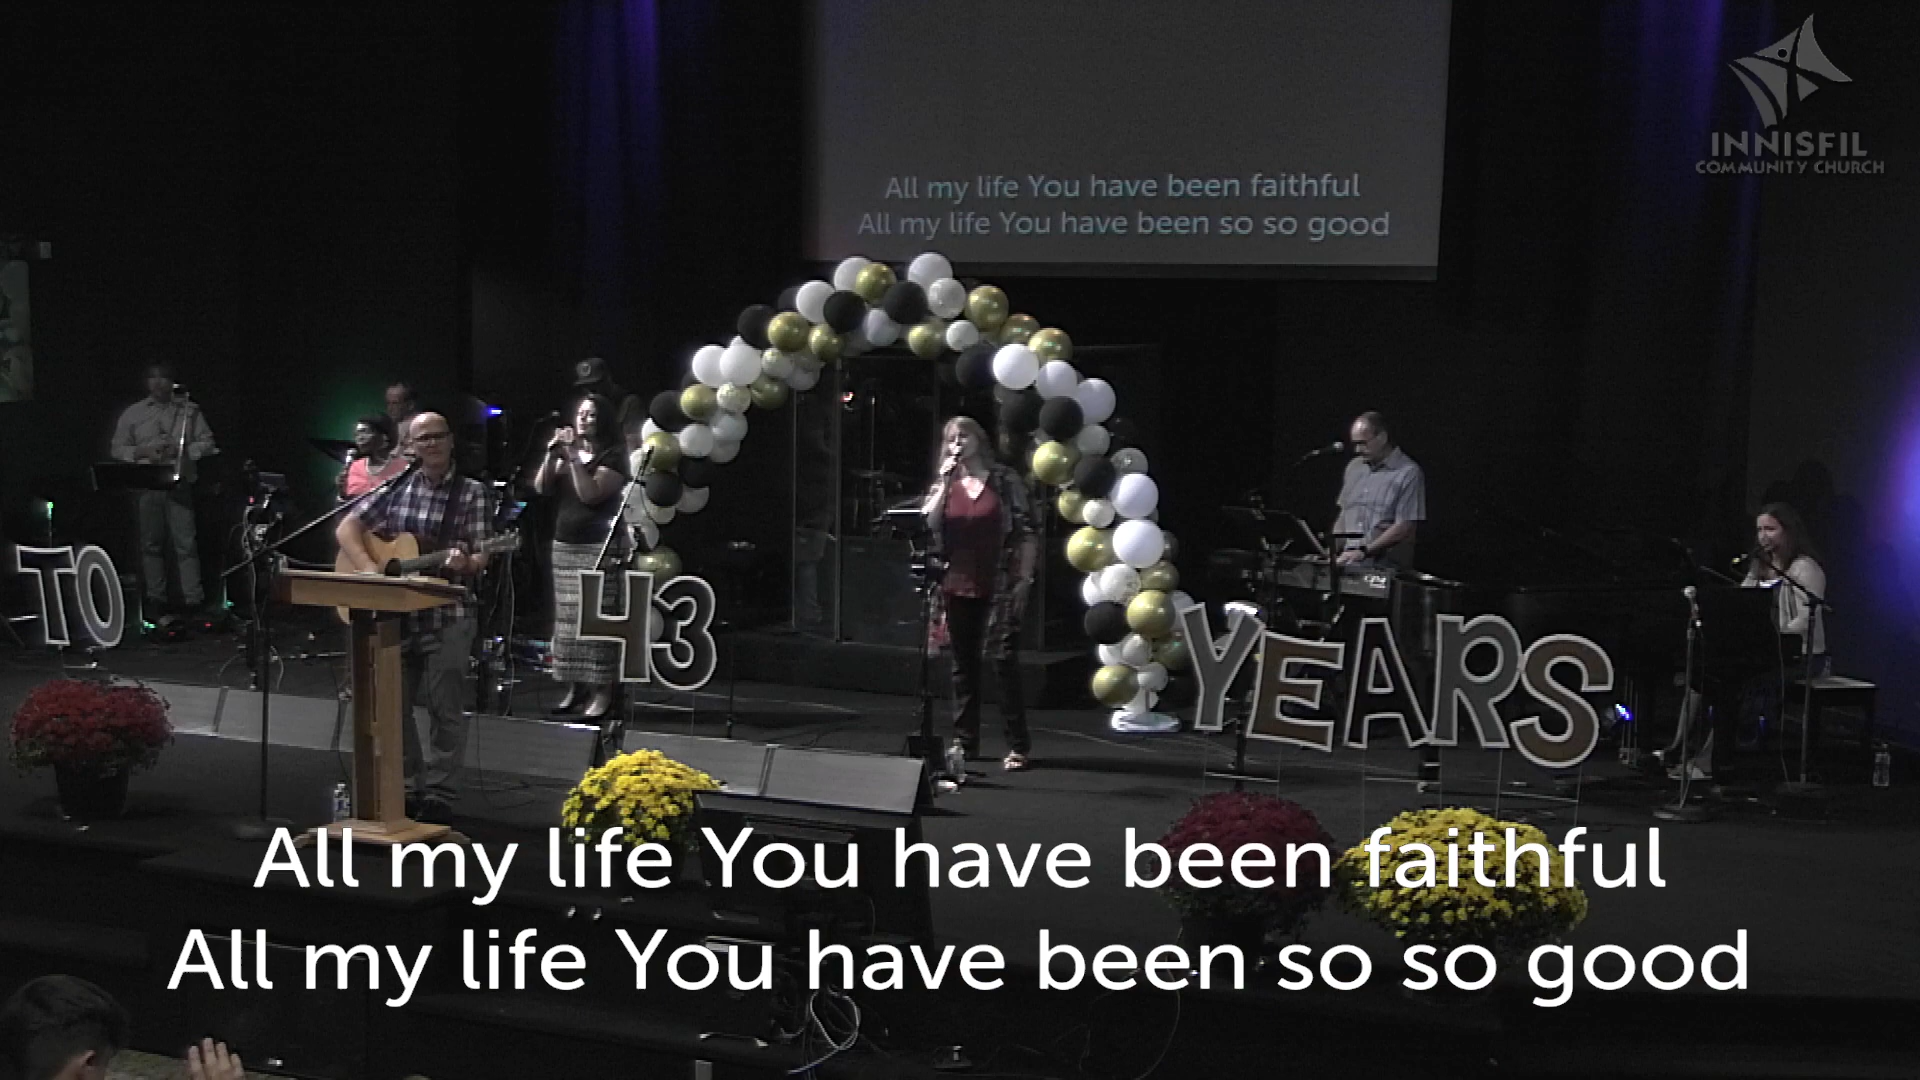 INNISFIL
COMMUNITY CHURCH
All my life You have been faithful
All my life You have been so so good
TO 43 YEARS
All my life You have been faithful
All my life You have been so so good